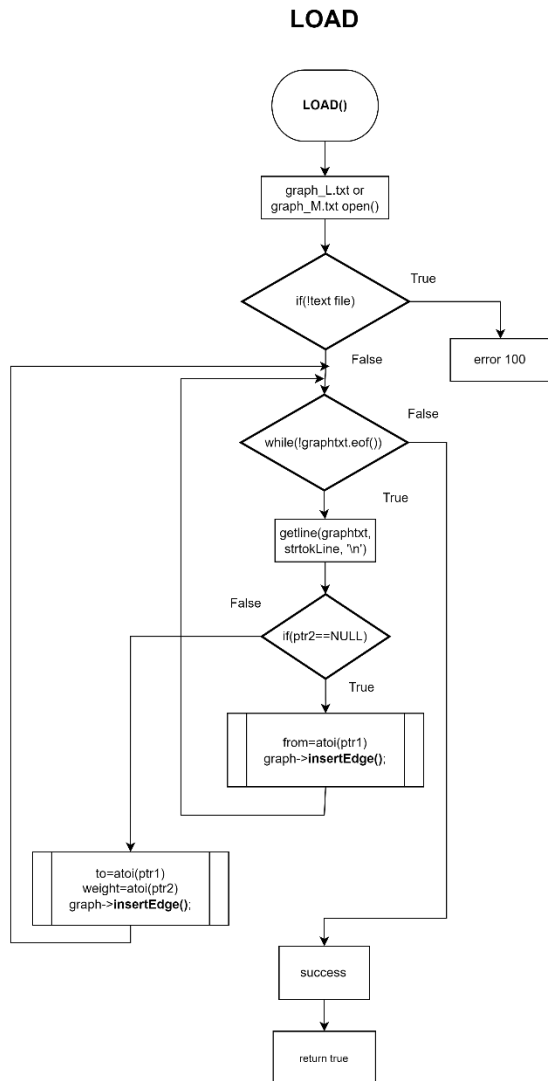 LOAD
LOAD()
graph_L.txt or
graph_M.txt open()
True
if(!text file)
False
error 100
False
while(!graphtxt.eof())
True
getline(graphtxt,
strtokLine, '\n')
False
if(ptr2==NULL)
True
from=atoi(ptr1)
graph->insertEdge();
to=atoi(ptr1)
weight=atoi(ptr2)
graph->insertEdge();
success
return true